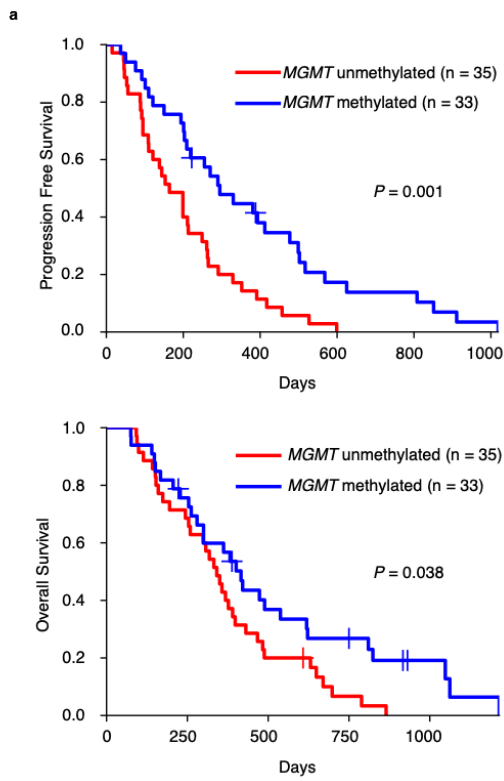 a
1.0
0.8
0.6
0.4
0.2
0.0
Progression Free Survival
MGMT unmethylated (n = 35)
MGMT methylated (n = 33)
P = 0.001
0 200 400 600 800 1000
Days
1.0
0.8
0.6
0.4
0.2
0.0
Overall Survival
MGMT unmethylated (n = 35)
MGMT methylated (n = 33)
P = 0.038
0 250 500 750 1000
Days